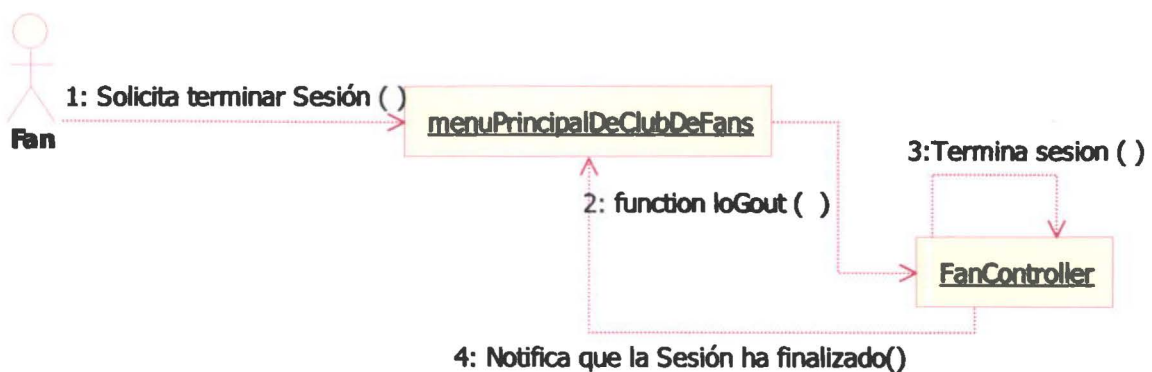 1: Solicita terminar Sesión ( )
Fan
menuPrincipalDeClubDeFans
3:Termina sesion ( )
2: function loGout (  )
FanController
4: Notifica que la Sesión ha finalizado()